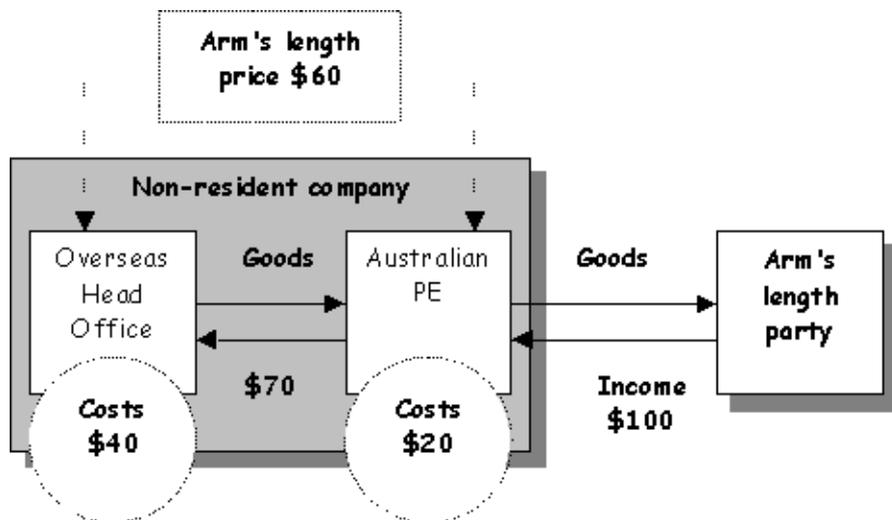 Arm's length
price $60
Non-resident company
Overseas
Head
Office
Goods
Australian
PE
Goods
Arm's
length
party
$70
Income
$100
Costs
$40
Costs
$20